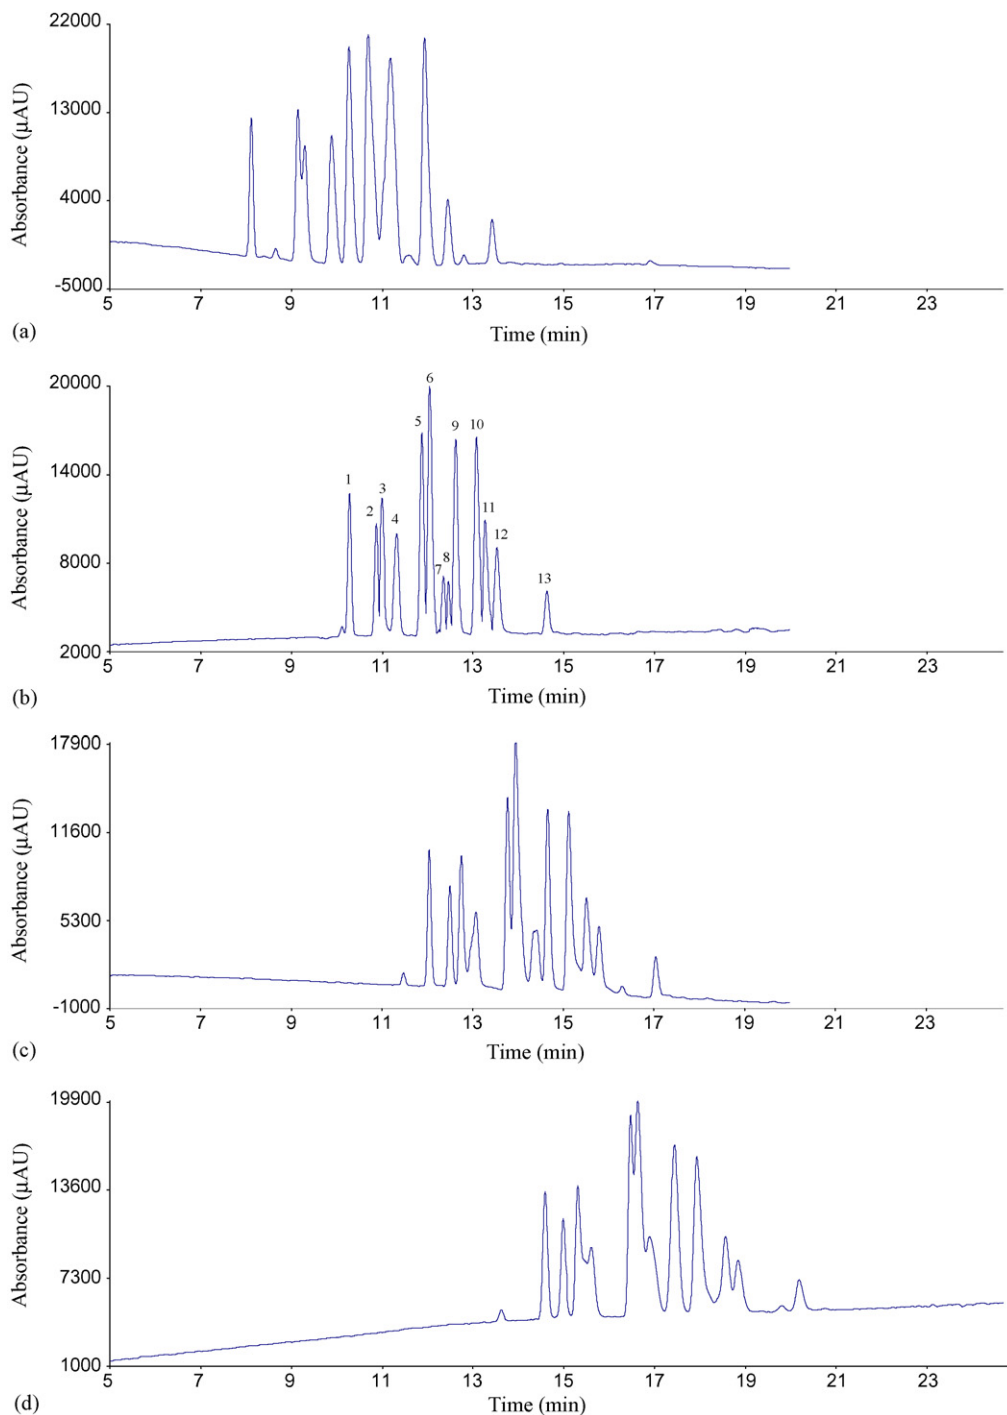 22000
13000
4000
-5000
Absorbance (µAU)
5 7 9 11 13 15 17 19 21 23
Time (min)
(a)
20000
14000
8000
2000
Absorbance (µAU)
1 2 3 4 5 6 7 8 9 10 11 12 13
5 7 9 11 13 15 17 19 21 23
Time (min)
(b)
17900
11600
5300
-1000
Absorbance (µAU)
5 7 9 11 13 15 17 19 21 23
Time (min)
(c)
19900
13600
7300
1000
Absorbance (µAU)
5 7 9 11 13 15 17 19 21 23
Time (min)
(d)